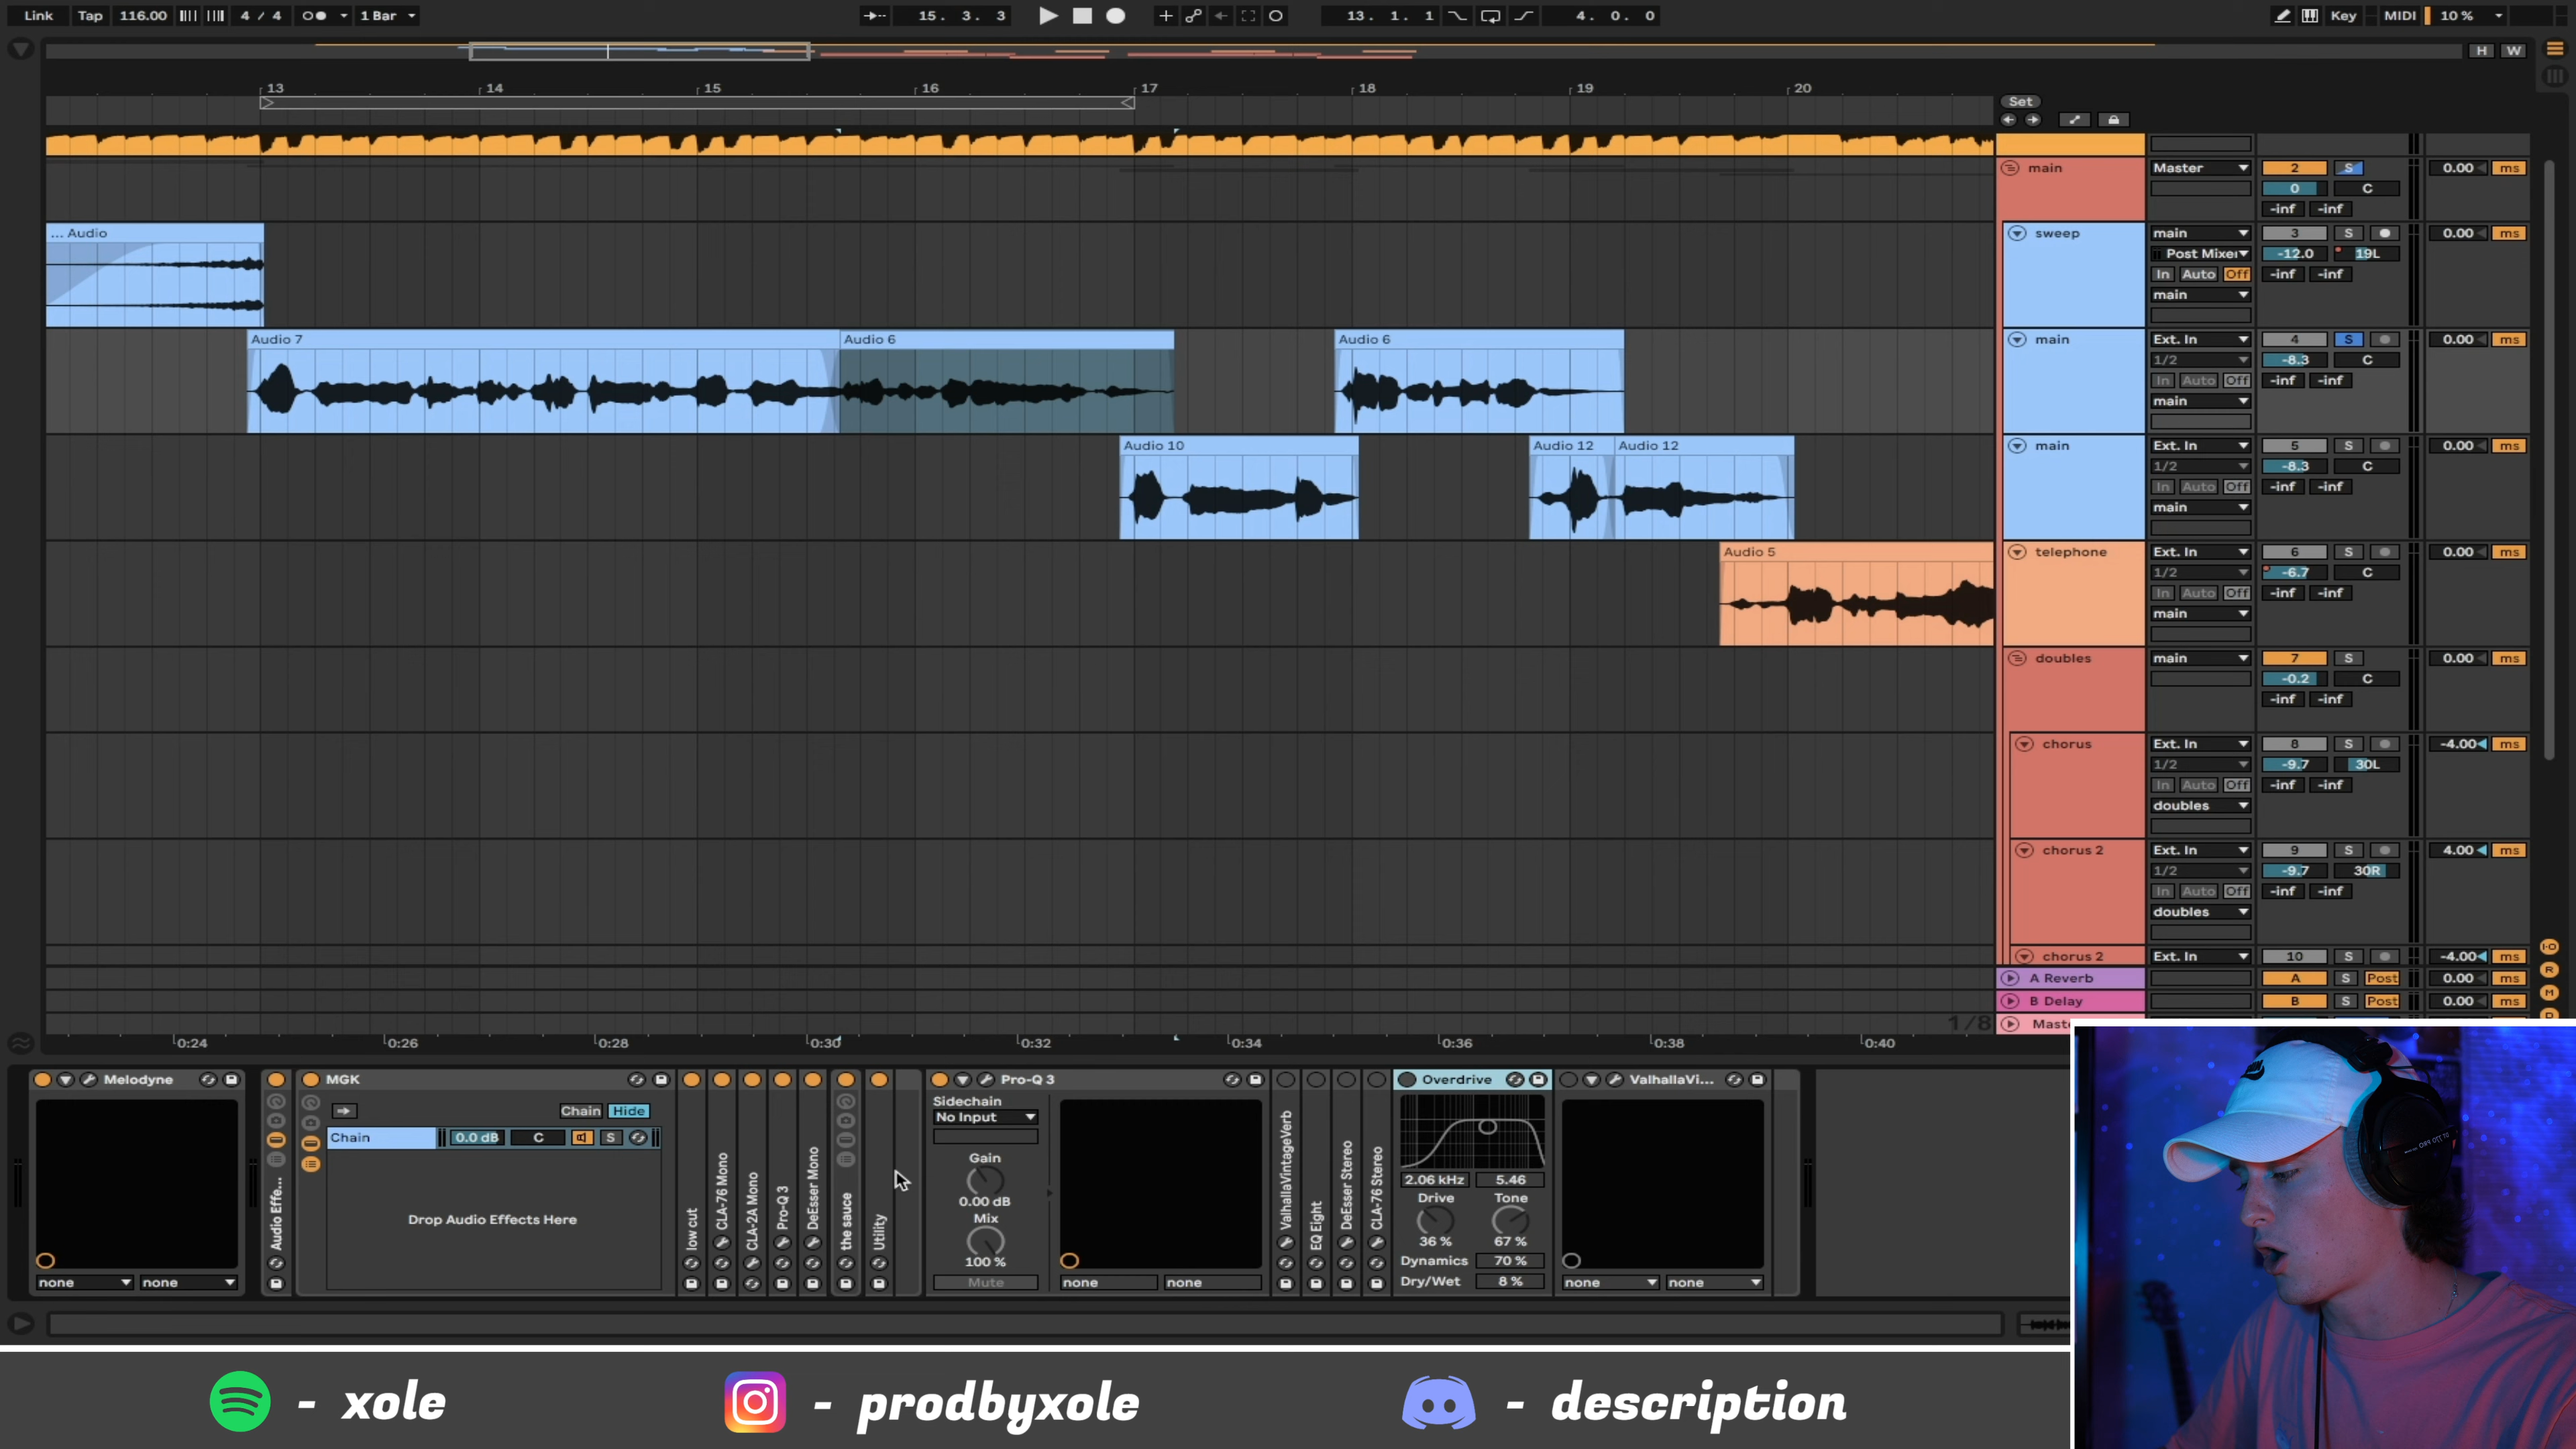 Link Tap 116.00 4 / 4 1 Bar 15. 3. 3 13. 1. 1 4. 0. 0 Key MIDI 10 %
H W
13 14 15 16 17 18 19 20
Set
main Master 2 S 0.00 ms
0 C
-inf -inf
... Audio sweep main 3 S 0.00 ms
Post Mixer -12.0 19L
In Auto Off -inf -inf
main
Audio 7 Audio 6 Audio 6 main Ext. In 4 S 0.00 ms
1/2 -8.3 C
In Auto Off -inf -inf
main
Audio 10 Audio 12 Audio 12 main Ext. In 5 S 0.00 ms
1/2 -8.3 C
In Auto Off -inf -inf
main
Audio 5 telephone Ext. In 6 S 0.00 ms
1/2 -6.7 C
In Auto Off -inf -inf
main
doubles main 7 S 0.00 ms
-0.2 C
-inf -inf
chorus Ext. In 8 S -4.00 ms
1/2 -9.7 30L
In Auto Off -inf -inf
doubles
chorus 2 Ext. In 9 S 4.00 ms
1/2 -9.7 30R
In Auto Off -inf -inf
doubles
chorus 2 Ext. In 10 S -4.00 ms
A Reverb A S Post 0.00 ms
B Delay B S Post 0.00 ms
1/8 Mast
0:24 0:26 0:28 0:30 0:32 0:34 0:36 0:38 0:40
Melodyne
none none
Audio Effe...
MGK
Chain Hide
Chain 0.0 dB C S
Drop Audio Effects Here
low cut
CLA-76 Mono
CLA-2A Mono
Pro-Q 3
DeEsser Mono
the sauce
Utility
Pro-Q 3
Sidechain
No Input
Gain
0.00 dB
Mix
100 %
Mute none none
ValhallaVintageVerb
EQ Eight
DeEsser Stereo
CLA-76 Stereo
Overdrive
2.06 kHz 5.46
Drive Tone
36 % 67 %
Dynamics 70 %
Dry/Wet 8 %
ValhallaVi...
none none
- xole - prodbyxole - description